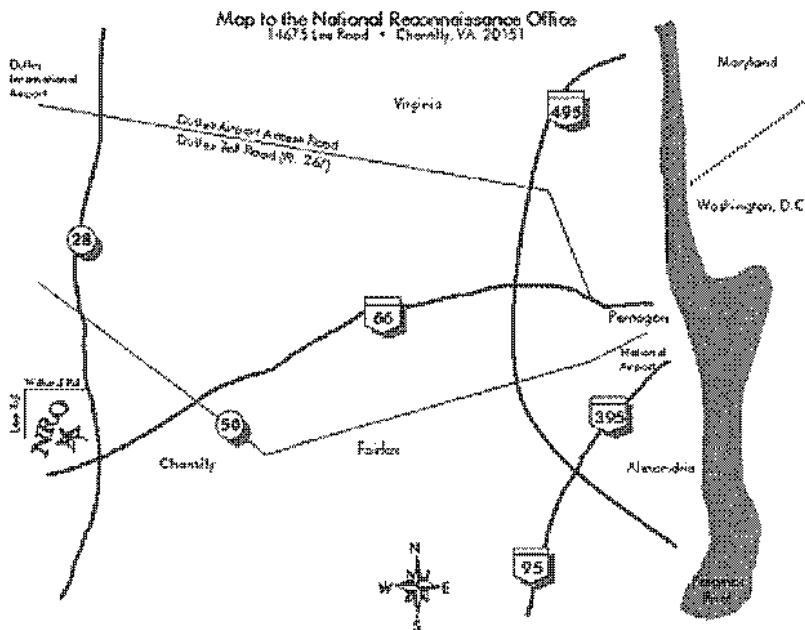 Map to the National Reconnaissance Office
14675 Lee Road • Chantilly, VA 20151
Dulles
International
Airport
Maryland
Virginia
495
Dulles Airport Access Road
Dulles Toll Road (Rt. 267)
Washington, D.C
28
66
Pentagon
National
Airport
Willard Rd
Lee Rd
NRO
50
395
Chantilly
Fairfax
Alexandria
N
W
E
S
95
Potomac
River